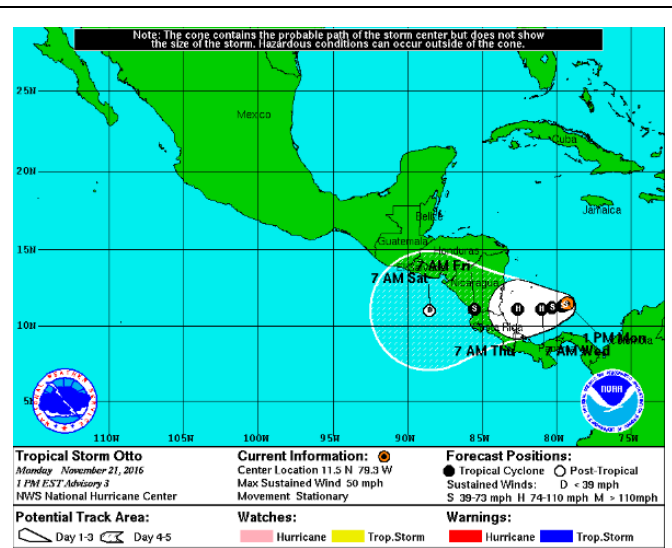 Note: The cone contains the probable path of the storm center but does not show
the size of the storm. Hazardous conditions can occur outside of the cone.
25N
Mexico
Cuba
20N
Jamaica
Belize
15N
Guatemala
Honduras
7 AM Fri
7 AM Sat
Nicaragua
D
S
H
H
S
10N
Costa Rica
1 PM Mon
7 AM Thu
7 AM Wed
NOAA
110W
105W
100W
95W
90W
85W
80W
75W
Tropical Storm Otto
Monday November 21, 2016
1 PM EST Advisory 3
NWS National Hurricane Center
Current Information:
Center Location 11.5 N 79.3 W
Max Sustained Wind 50 mph
Movement Stationary
Forecast Positions:
Tropical Cyclone Post-Tropical
Sustained Winds: D < 39 mph
S 39-73 mph H 74-110 mph M > 110mph
Potential Track Area:
Day 1-3 Day 4-5
Watches:
Hurricane Trop.Storm
Warnings:
Hurricane Trop.Storm